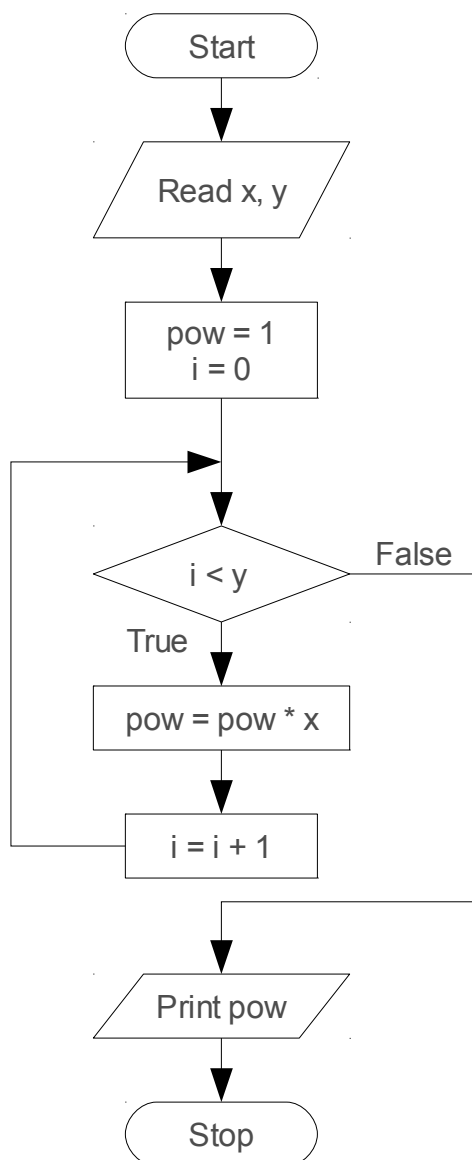 Start
Read x, y
pow = 1
i = 0
i < y
False
True
pow = pow * x
i = i + 1
Print pow
Stop